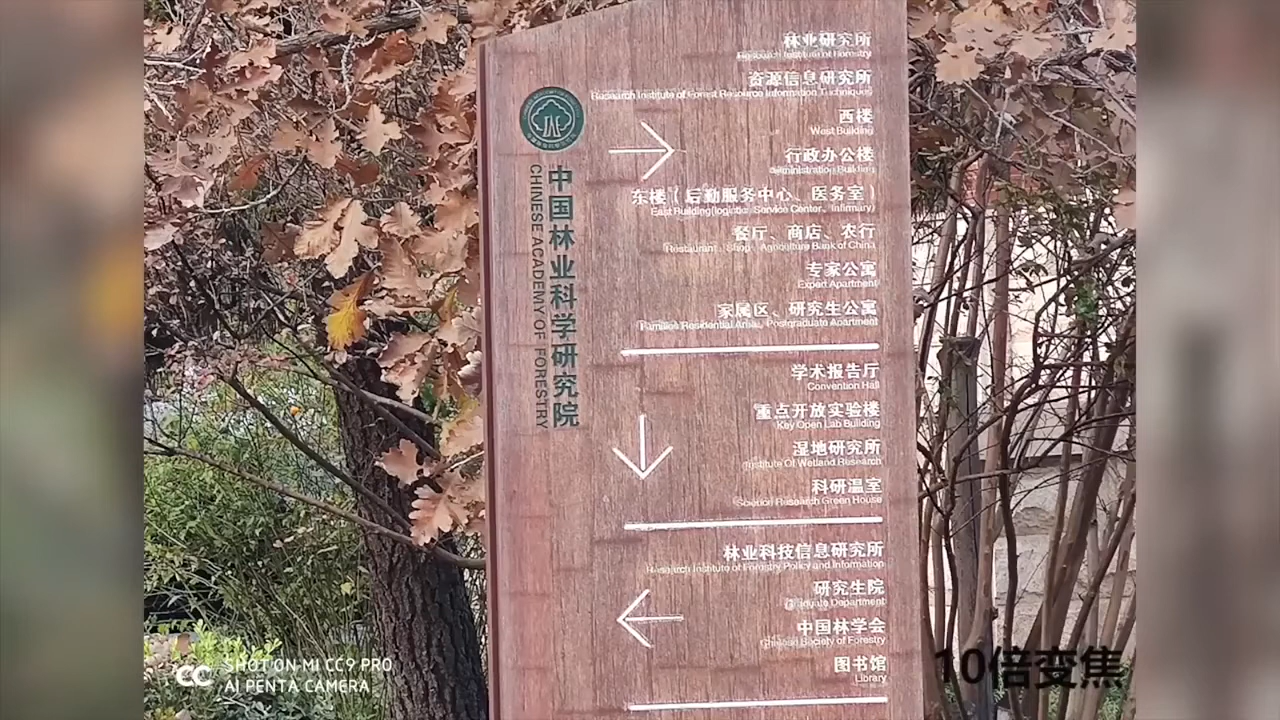 中国林业科学研究院
CHINESE ACADEMY OF FORESTRY
林业研究所
Research Institute of Forestry
资源信息研究所
Research Institute of Forest Resource Information Techniques
西楼
West Building
行政办公楼
Administration Building
东楼（后勤服务中心、医务室）
East Building(logistic Service Center、Infirmary)
餐厅、商店、农行
Restaurant、Shop、Agriculture Bank of China
专家公寓
Expert Apartment
家属区、研究生公寓
Families Residential Area、Postgraduate Apartment
学术报告厅
Convention Hall
重点开放实验楼
Key Open Lab Building
湿地研究所
Institute Of Wetland Research
科研温室
Science Research Green House
林业科技信息研究所
Research Institute of Forestry Policy and Information
研究生院
Graduate Department
中国林学会
Chinese Society of Forestry
图书馆
Library
SHOT ON MI CC9 PRO
AI PENTA CAMERA
10倍变焦